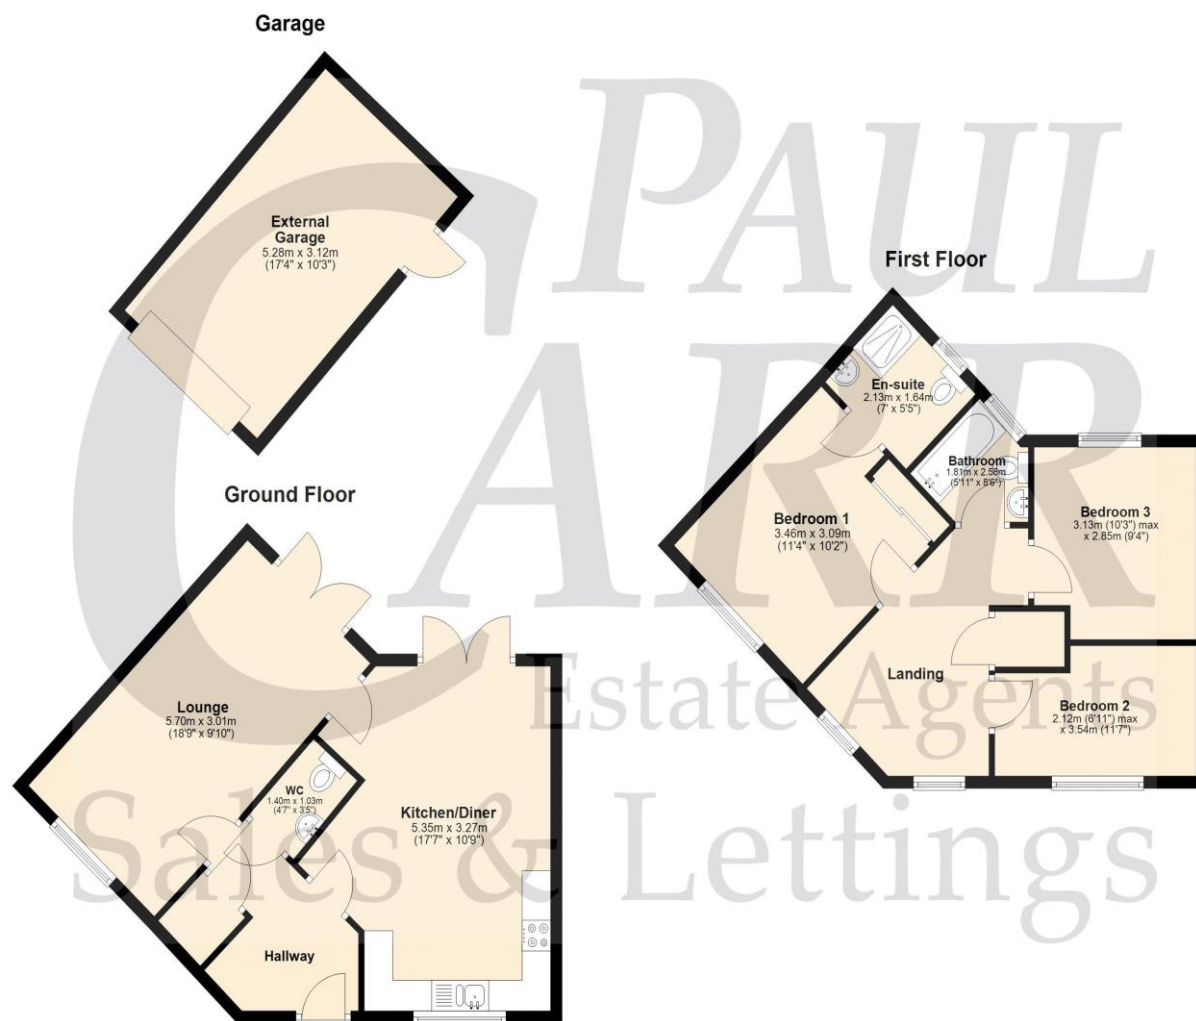 Garage
External
Garage
5.28m x 3.12m
(17'4" x 10'3")
PAUL
CARR
Estate Agents
Sales & Lettings
First Floor
En-suite
2.13m x 1.64m
(7' x 5'5")
Bathroom
1.81m x 2.58m
(5'11" x 8'6")
Bedroom 1
3.46m x 3.09m
(11'4" x 10'2")
Bedroom 3
3.13m (10'3") max
x 2.85m (9'4")
Landing
Bedroom 2
2.12m (6'11") max
x 3.54m (11'7")
Ground Floor
Lounge
5.70m x 3.01m
(18'9" x 9'10")
WC
1.40m x 1.03m
(4'7" x 3'5")
Kitchen/Diner
5.35m x 3.27m
(17'7" x 10'9")
Hallway